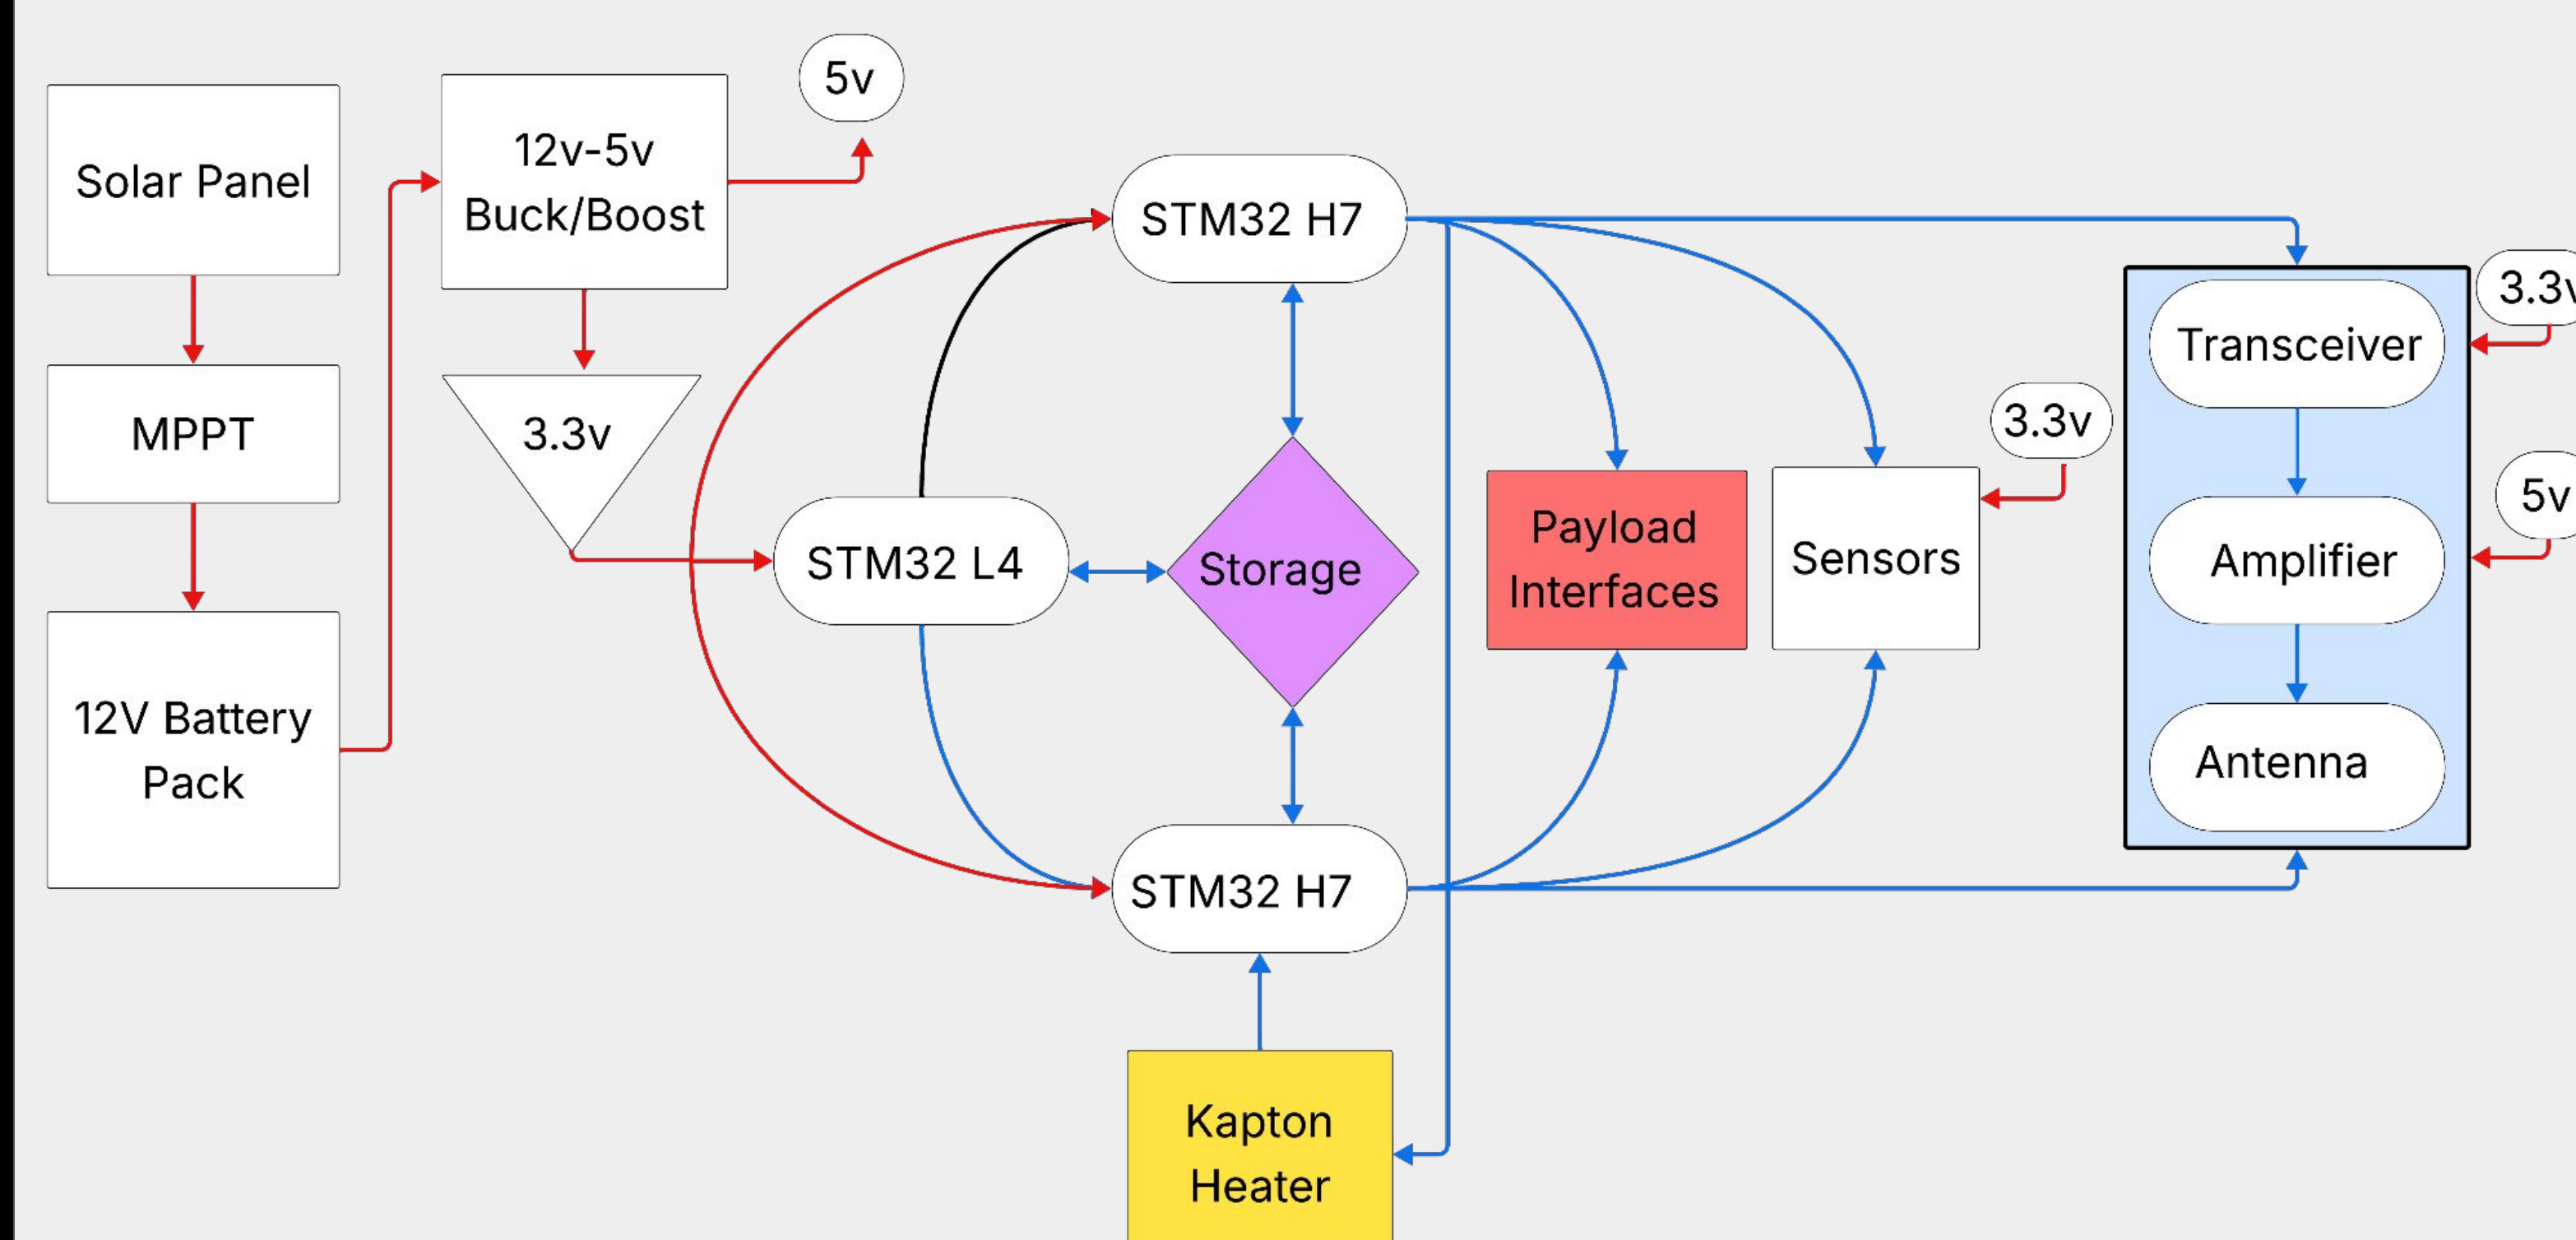 Solar Panel
MPPT
12V Battery
Pack
12v-5v
Buck/Boost
5v
3.3v
STM32 H7
STM32 L4
Storage
STM32 H7
Kapton
Heater
Payload
Interfaces
Sensors
3.3v
Transceiver
Amplifier
Antenna
3.3v
5v